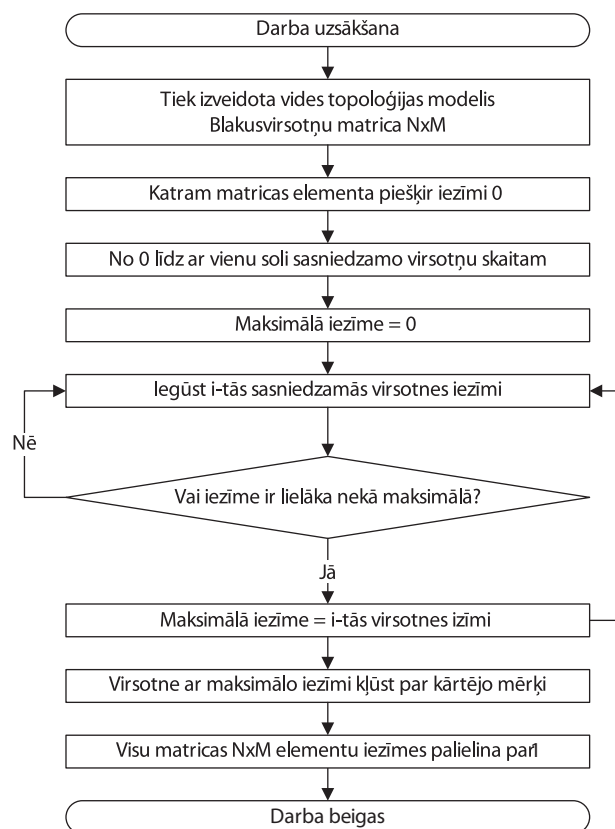 Darba uzsākšana
Tiek izveidota vides topoloģijas modelis
Blakusvirsotņu matrica NxM
Katram matricas elementa piešķir iezīmi 0
No 0 līdz ar vienu soli sasniedzamo virsotņu skaitam
Maksimālā iezīme = 0
Iegūst i-tās sasniedzamās virsotnes iezīmi
Nē
Vai iezīme ir lielāka nekā maksimālā?
Jā
Maksimālā iezīme = i-tās virsotnes izīmi
Virsotne ar maksimālo iezīmi kļūst par kārtējo mērķi
Visu matricas NxM elementu iezīmes palielina par1
Darba beigas